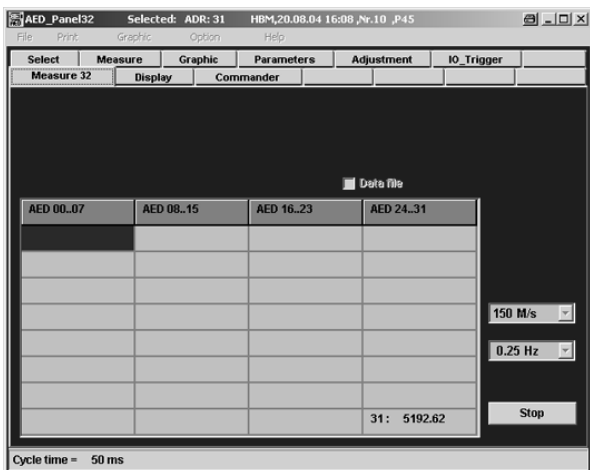 AED_Panel32 Selected: ADR: 31 HBM,20.08.04 16:08 ,Nr.10 ,P45
File Print Graphic Option Help
Select Measure Graphic Parameters Adjustment IO_Trigger
Measure 32 Display Commander
Data file
AED 00..07 AED 08..15 AED 16..23 AED 24..31
150 M/s
0.25 Hz
31: 5192.62
Stop
Cycle time = 50 ms